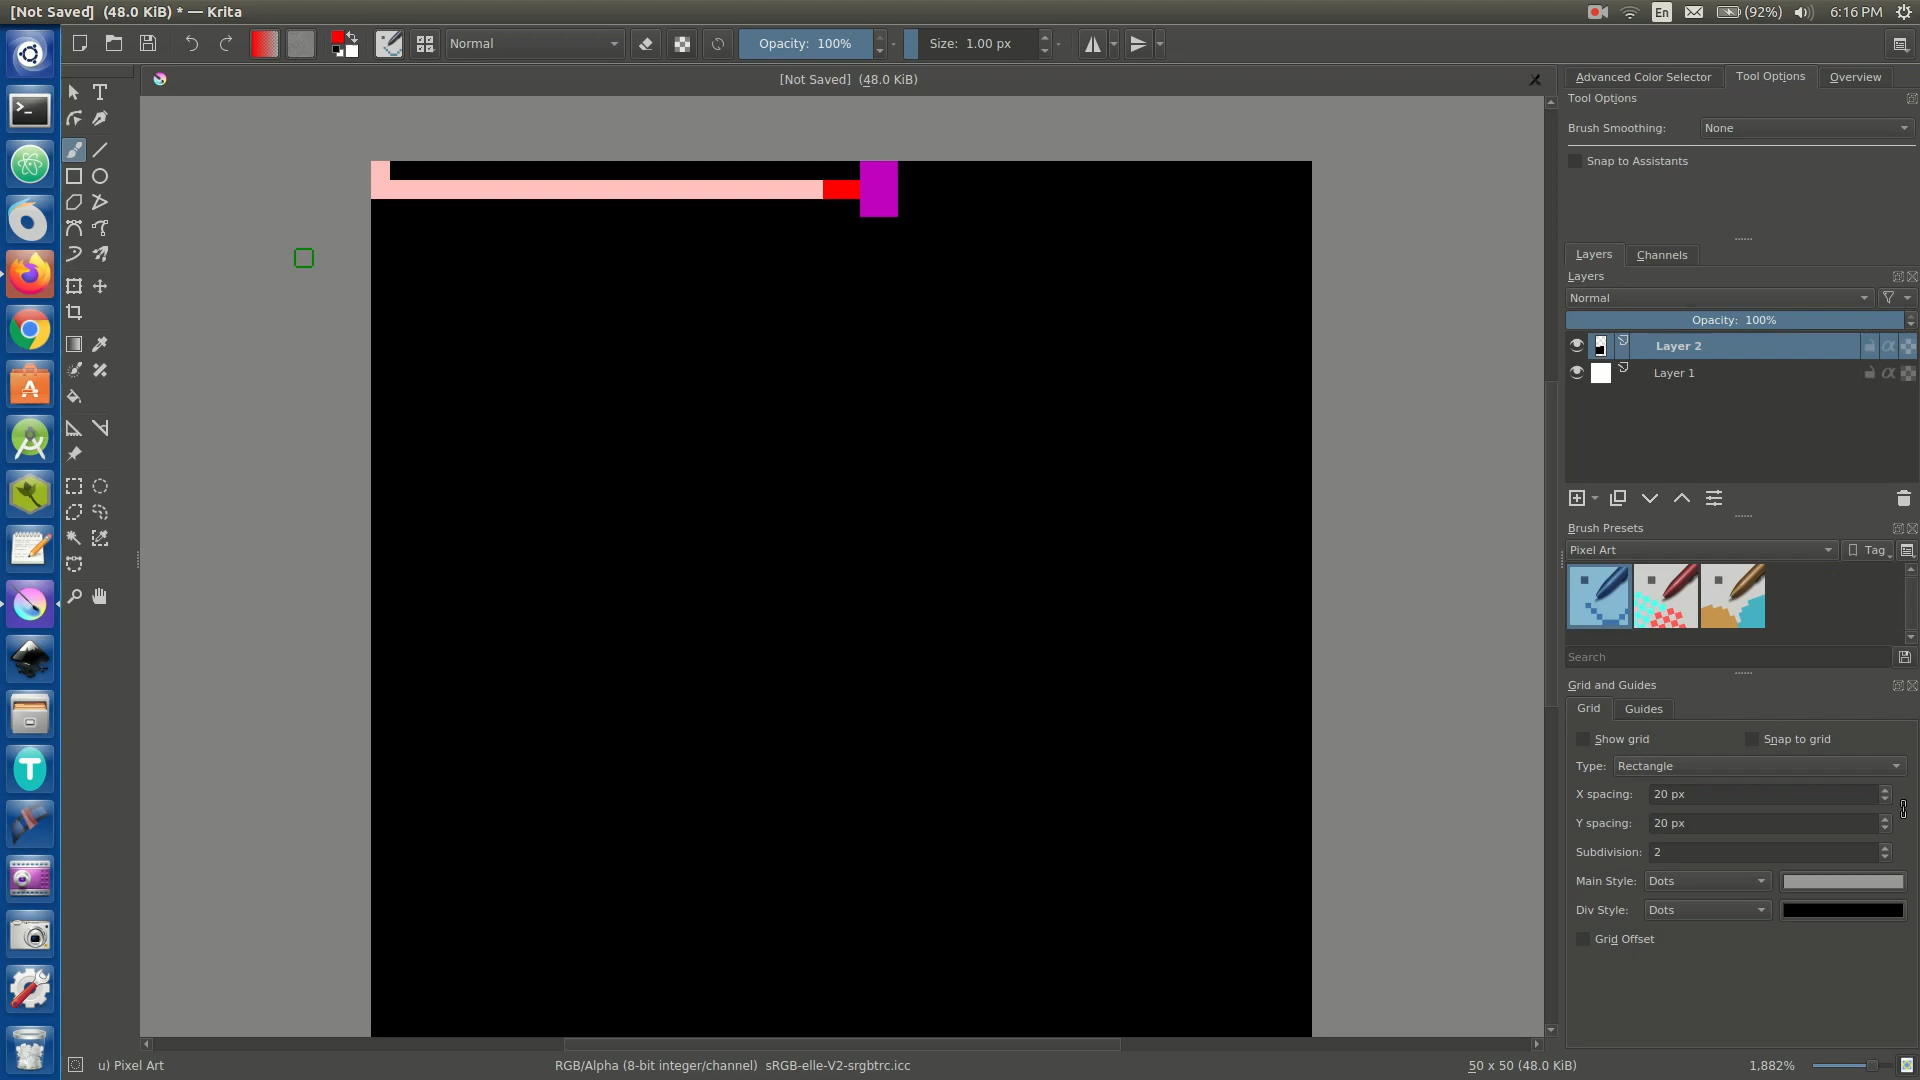 [Not Saved]  (48.0 KiB) * — Krita
En
(92%)
6:16 PM
Normal
Opacity: 100%
Size: 1.00 px
[Not Saved]  (48.0 KiB)
Advanced Color Selector
Tool Options
Overview
Tool Options
Brush Smoothing:
None
Snap to Assistants
Layers
Channels
Layers
Normal
Opacity: 100%
Layer 2
Layer 1
Brush Presets
Pixel Art
Tag
Search
Grid and Guides
Grid
Guides
Show grid
Snap to grid
Type:
Rectangle
X spacing:
20 px
Y spacing:
20 px
Subdivision:
2
Main Style:
Dots
Div Style:
Dots
Grid Offset
u) Pixel Art
RGB/Alpha (8-bit integer/channel)  sRGB-elle-V2-srgbtrc.icc
50 x 50 (48.0 KiB)
1,882%